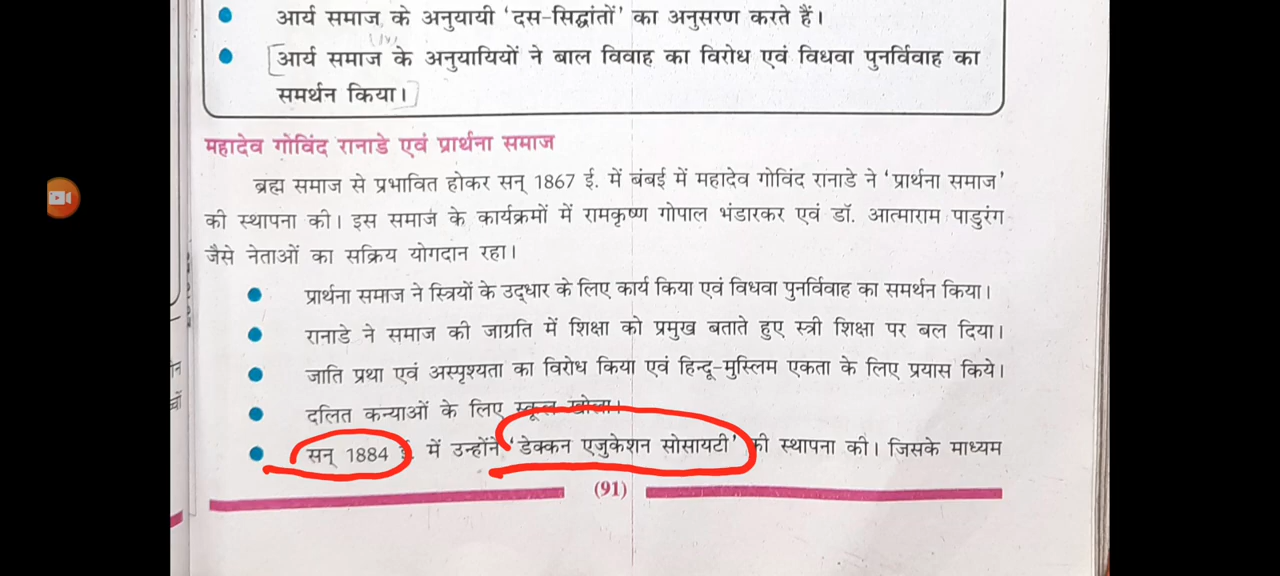 आर्य समाज के अनुयायी ‘दस-सिद्धांतों’ का अनुसरण करते हैं।
[आर्य समाज के अनुयायियों ने बाल विवाह का विरोध एवं विधवा पुनर्विवाह का
समर्थन किया।]
महादेव गोविंद रानाडे एवं प्रार्थना समाज
ब्रह्म समाज से प्रभावित होकर सन् 1867 ई. में बंबई में महादेव गोविंद रानाडे ने ‘प्रार्थना समाज’
की स्थापना की। इस समाज के कार्यक्रमों में रामकृष्ण गोपाल भंडारकर एवं डॉ. आत्माराम पाडुरंग
जैसे नेताओं का सक्रिय योगदान रहा।
प्रार्थना समाज ने स्त्रियों के उद्धार के लिए कार्य किया एवं विधवा पुनर्विवाह का समर्थन किया।
रानाडे ने समाज की जाग्रति में शिक्षा को प्रमुख बताते हुए स्त्री शिक्षा पर बल दिया।
जाति प्रथा एवं अस्पृश्यता का विरोध किया एवं हिन्दू-मुस्लिम एकता के लिए प्रयास किये।
दलित कन्याओं के लिए स्कूल खोला।
सन् 1884 ई. में उन्होंने ‘डेक्कन एजुकेशन सोसायटी’ की स्थापना की। जिसके माध्यम
(91)